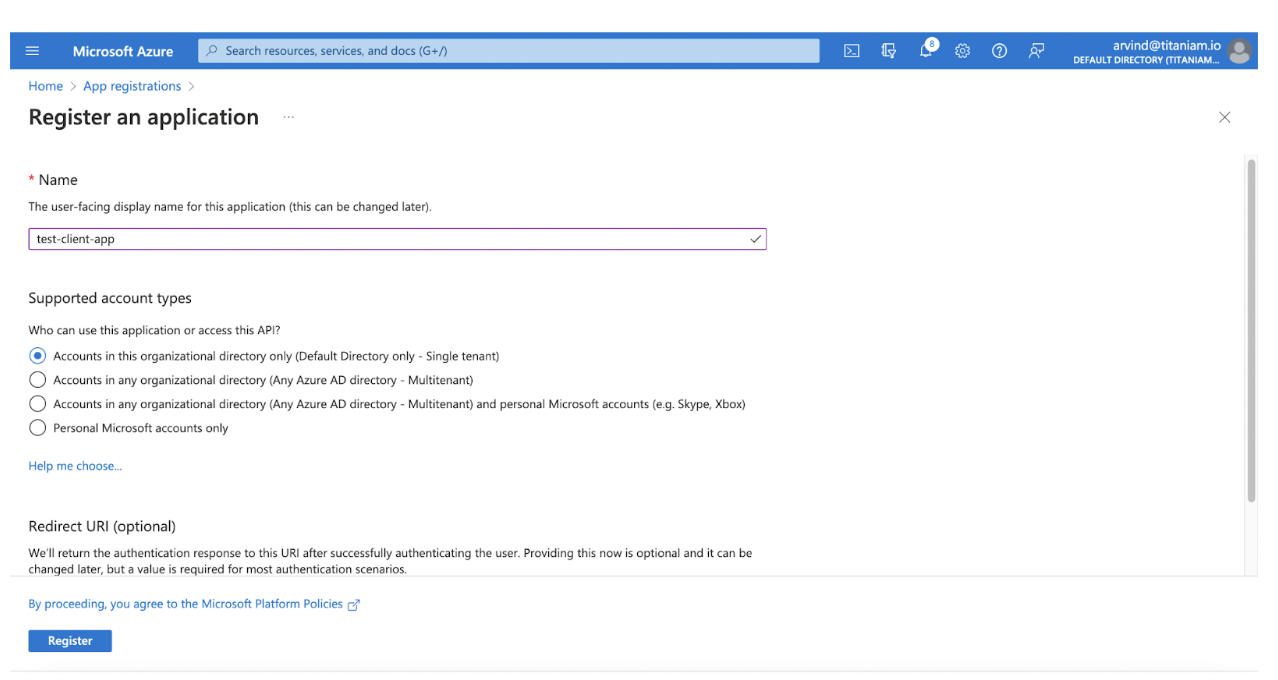 Microsoft Azure
Search resources, services, and docs (G+/)
8
arvind@titaniam.io
DEFAULT DIRECTORY (TITANIAM...
Home > App registrations >
Register an application ...
* Name
The user-facing display name for this application (this can be changed later).
test-client-app
Supported account types
Who can use this application or access this API?
Accounts in this organizational directory only (Default Directory only - Single tenant)
Accounts in any organizational directory (Any Azure AD directory - Multitenant)
Accounts in any organizational directory (Any Azure AD directory - Multitenant) and personal Microsoft accounts (e.g. Skype, Xbox)
Personal Microsoft accounts only
Help me choose...
Redirect URI (optional)
We'll return the authentication response to this URI after successfully authenticating the user. Providing this now is optional and it can be
changed later, but a value is required for most authentication scenarios.
By proceeding, you agree to the Microsoft Platform Policies
Register